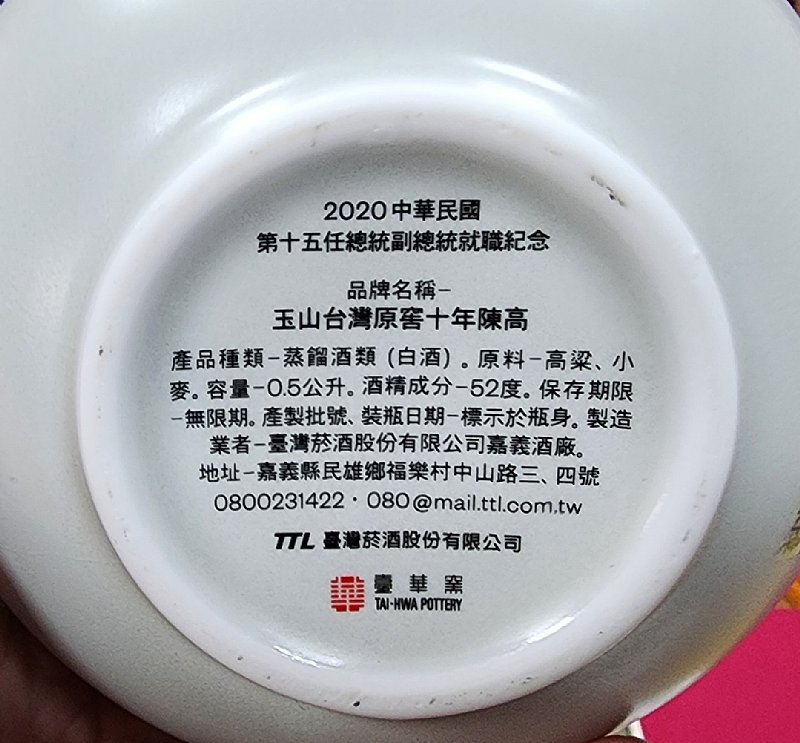 2020中華民國
第十五任總統副總統就職紀念
品牌名稱–
玉山台灣原窖十年陳高
產品種類–蒸餾酒類 (白酒) 。原料–高粱、小
麥。容量–0.5公升。酒精成分–52度。保存期限
–無限期。產製批號、裝瓶日期–標示於瓶身。製造
業者–臺灣菸酒股份有限公司嘉義酒廠。
地址–嘉義縣民雄鄉福樂村中山路三、四號
0800231422・080@mail.ttl.com.tw
TTL 臺灣菸酒股份有限公司
臺華窯
TAI-HWA POTTERY